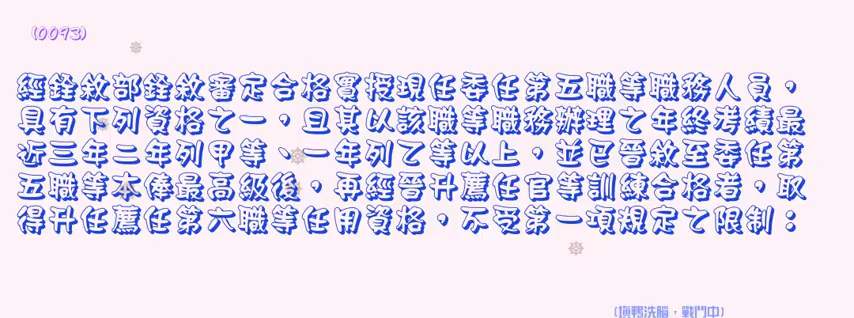 (0093)
經銓敘部銓敘審定合格實授現任委任第五職等職務人員，
具有下列資格之一，且其以該職等職務辦理之年終考績最
近三年二年列甲等、一年列乙等以上，並已晉敘至委任第
五職等本俸最高級後，再經晉升薦任官等訓練合格者，取
得升任薦任第六職等任用資格，不受第一項規定之限制：
(填鴨洗腦，戰鬥中)